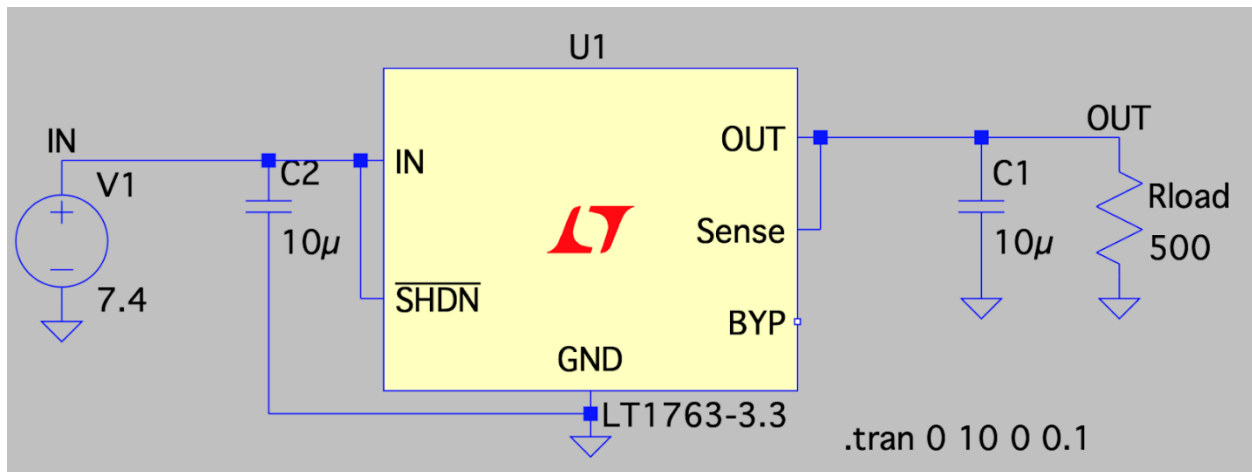 U1
IN
V1
7.4
C2
10µ
IN
SHDN
GND
OUT
Sense
BYP
LT1763-3.3
C1
10µ
OUT
Rload
500
.tran 0 10 0 0.1